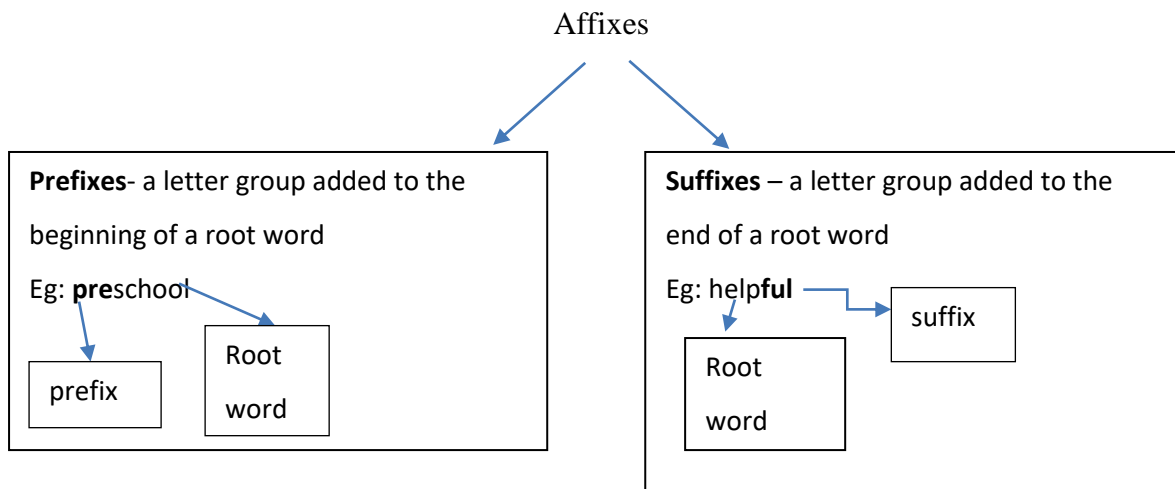 Affixes
Prefixes- a letter group added to the
beginning of a root word
Eg: preschool
prefix
Root
word
Suffixes – a letter group added to the
end of a root word
Eg: helpful
suffix
Root
word